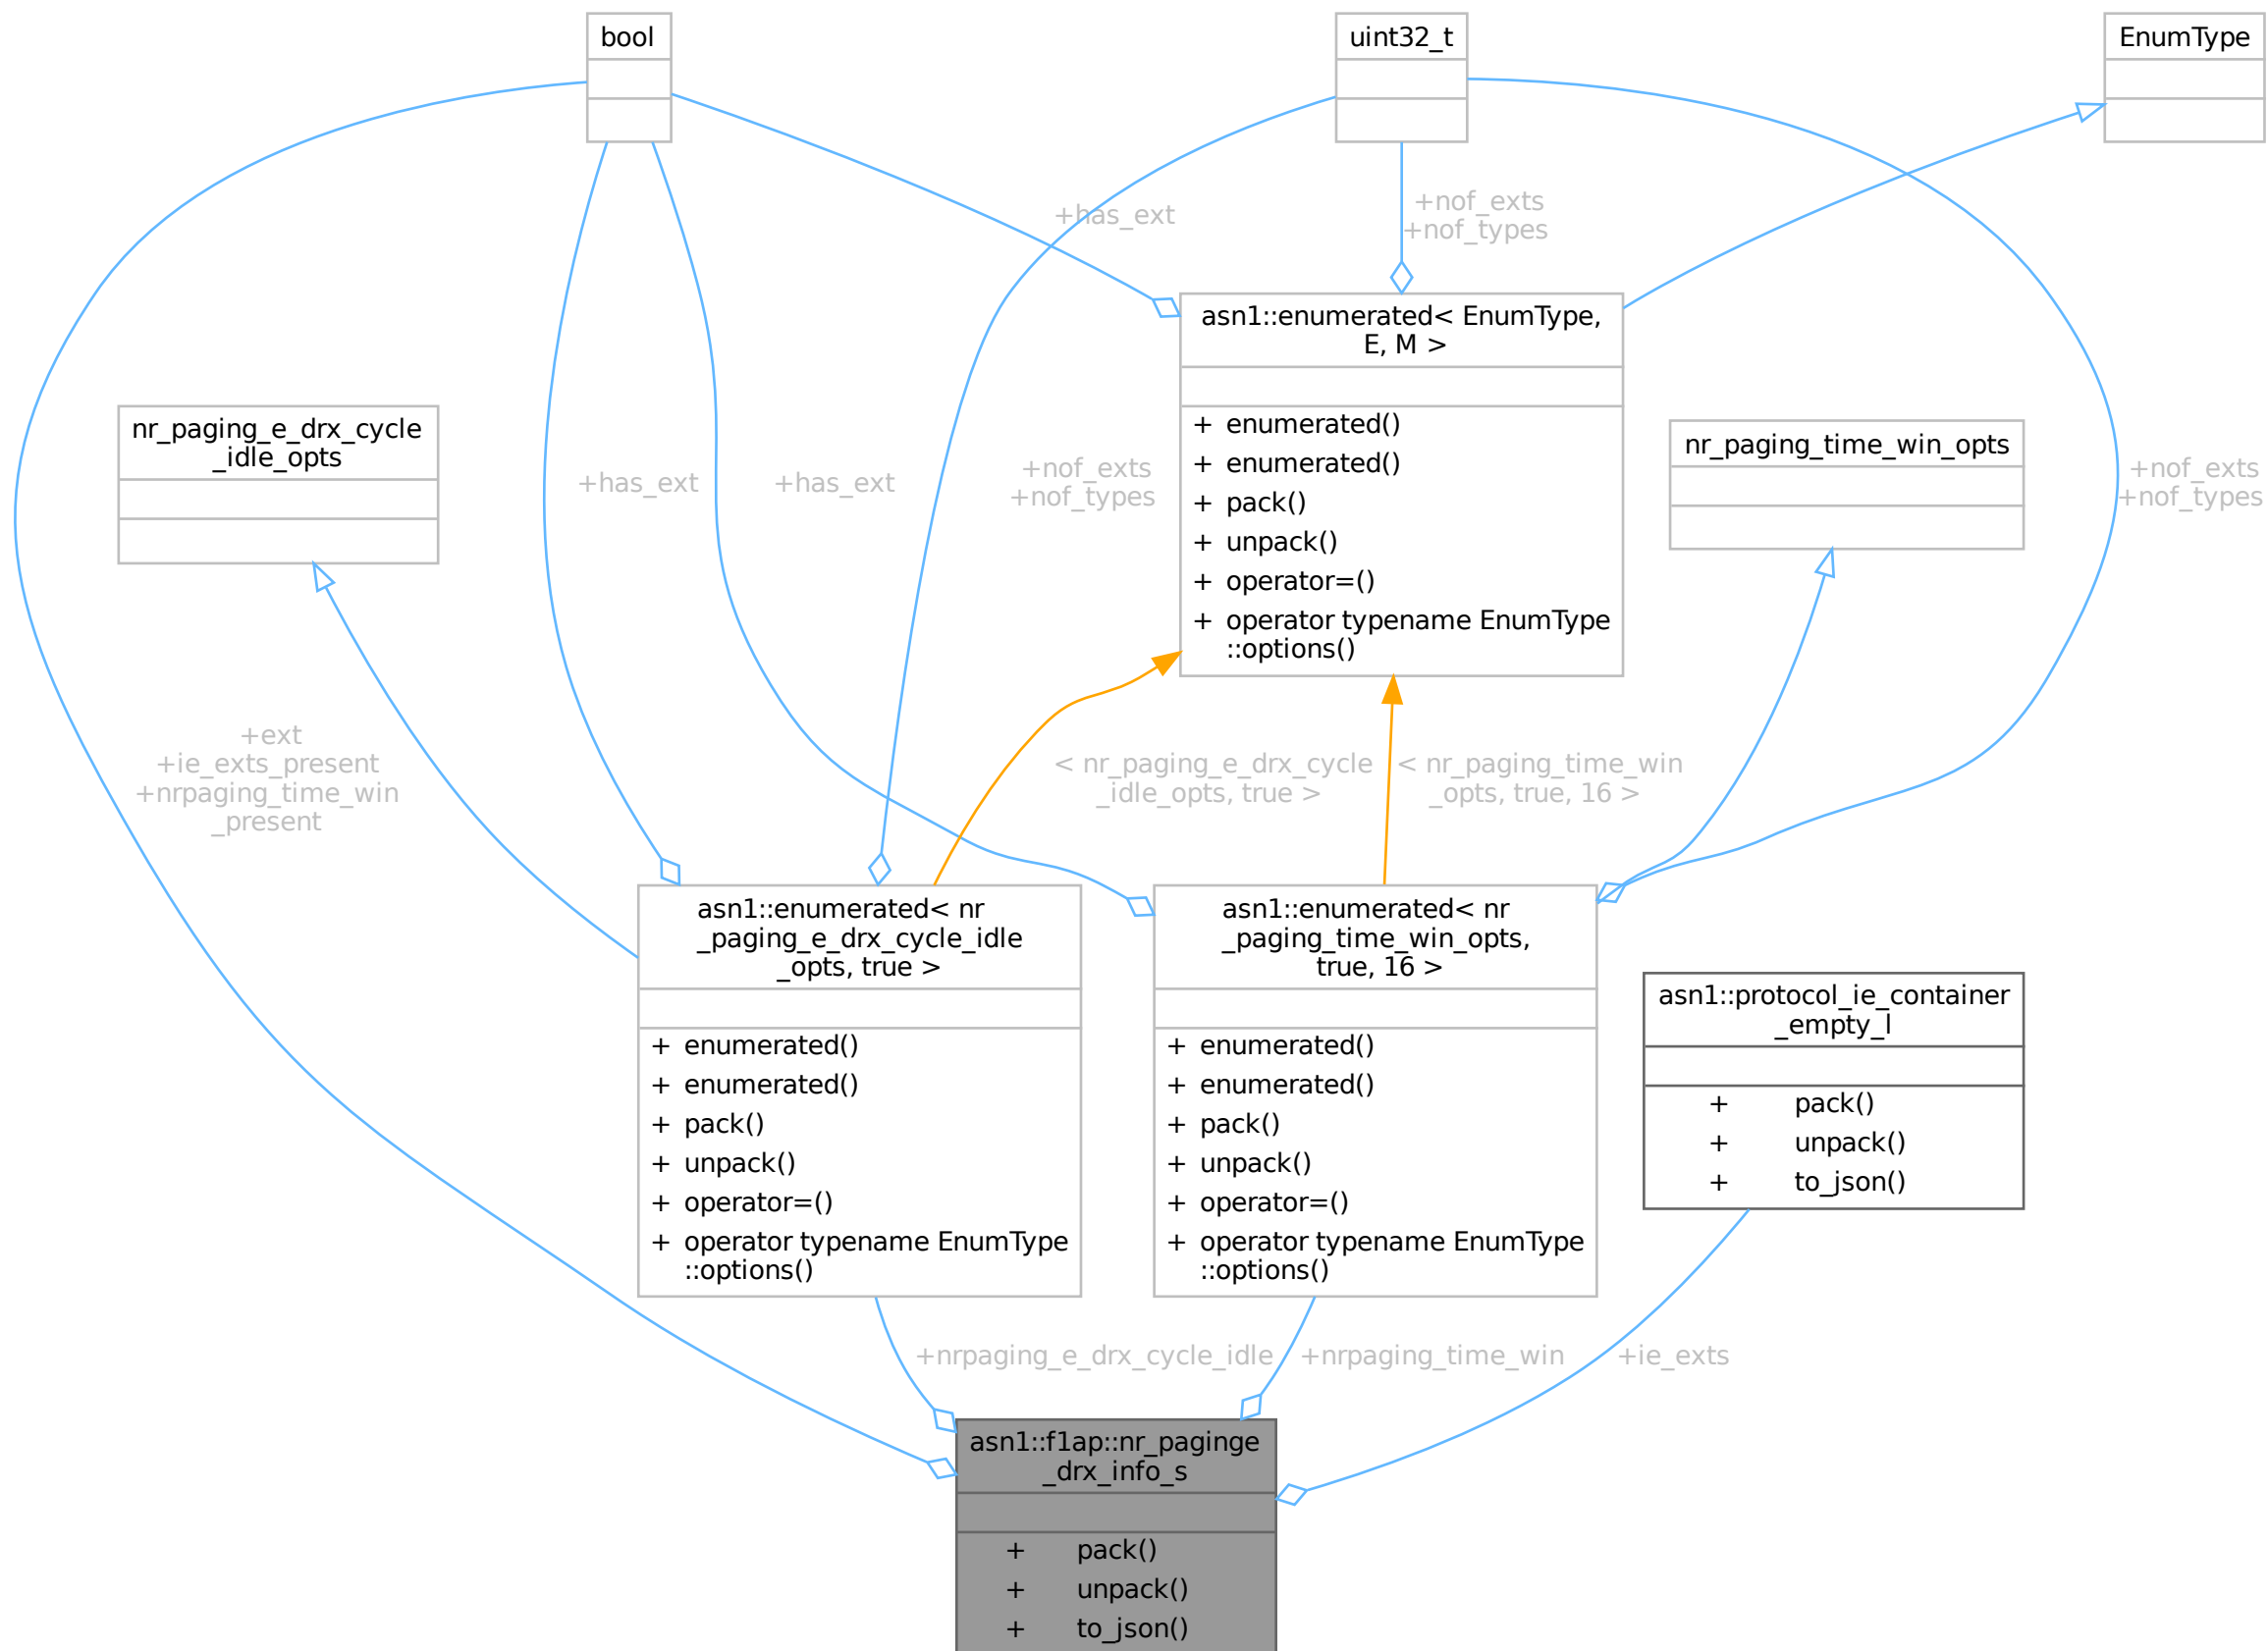 bool
uint32_t
EnumType
+has_ext
+nof_exts
+nof_types
asn1::enumerated< EnumType,
E, M >
+ enumerated()
+ enumerated()
+ pack()
+ unpack()
+ operator=()
+ operator typename EnumType
::options()
nr_paging_e_drx_cycle
_idle_opts
nr_paging_time_win_opts
+has_ext
+has_ext
+nof_exts
+nof_types
+nof_exts
+nof_types
+ext
+ie_exts_present
+nrpaging_time_win
_present
< nr_paging_e_drx_cycle
_idle_opts, true >
< nr_paging_time_win
_opts, true, 16 >
asn1::enumerated< nr
_paging_e_drx_cycle_idle
_opts, true >
+ enumerated()
+ enumerated()
+ pack()
+ unpack()
+ operator=()
+ operator typename EnumType
::options()
asn1::enumerated< nr
_paging_time_win_opts,
true, 16 >
+ enumerated()
+ enumerated()
+ pack()
+ unpack()
+ operator=()
+ operator typename EnumType
::options()
asn1::protocol_ie_container
_empty_l
+ pack()
+ unpack()
+ to_json()
+nrpaging_e_drx_cycle_idle
+nrpaging_time_win
+ie_exts
asn1::f1ap::nr_paginge
_drx_info_s
+ pack()
+ unpack()
+ to_json()